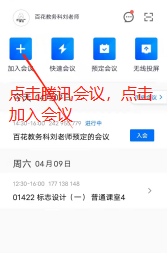 百花教务科刘老师
加入会议
快速会议
预定会议
无线投屏
点击腾讯会议，点击
加入会议
进行中
百花教务科刘老师预定的会议
入会
周六 04月09日
12:30-16:00 177 138 148
01422 标志设计（一）普通课室4